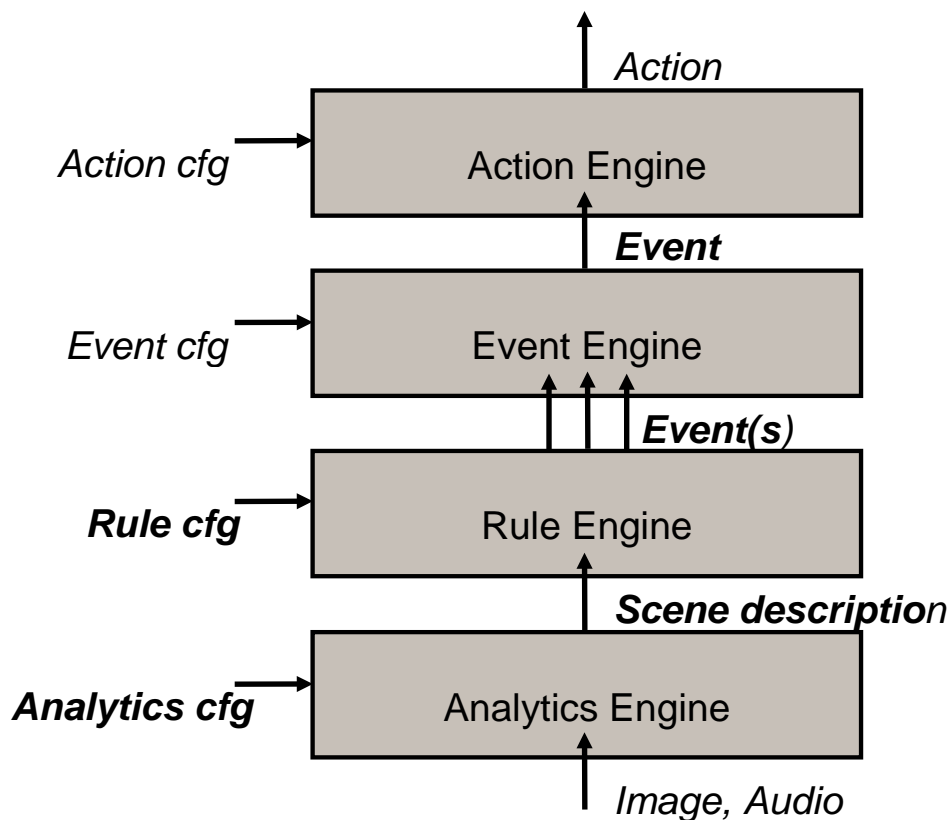 Action
Action cfg
Action Engine
Event
Event cfg
Event Engine
Event(s)
Rule cfg
Rule Engine
Scene description
Analytics cfg
Analytics Engine
Image, Audio